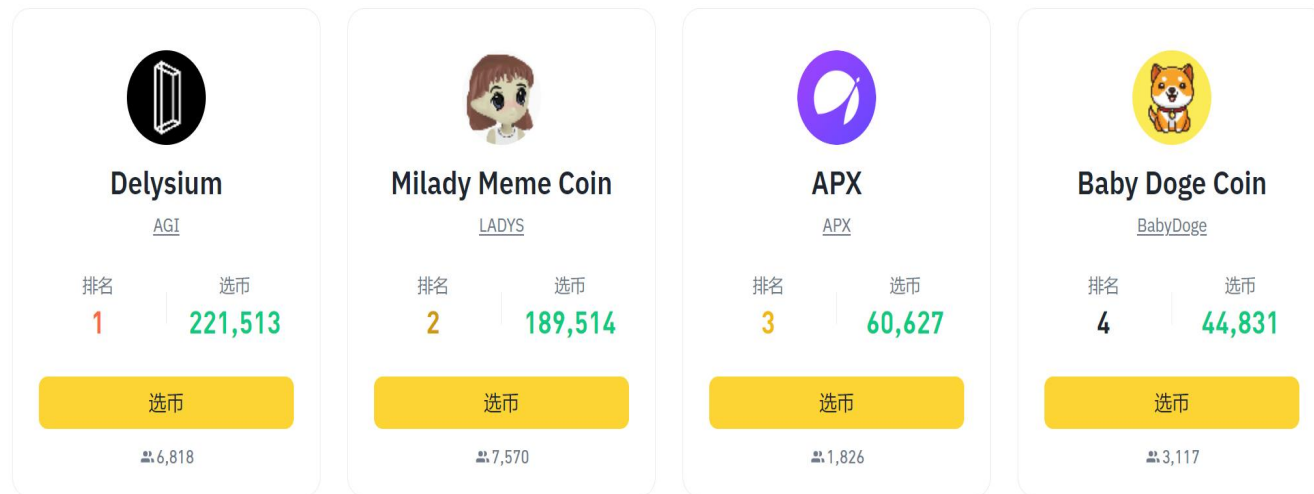 Delysium
AGI
排名 选币
1 221,513
选币
6,818
Milady Meme Coin
LADYS
排名 选币
2 189,514
选币
7,570
APX
APX
排名 选币
3 60,627
选币
1,826
Baby Doge Coin
BabyDoge
排名 选币
4 44,831
选币
3,117